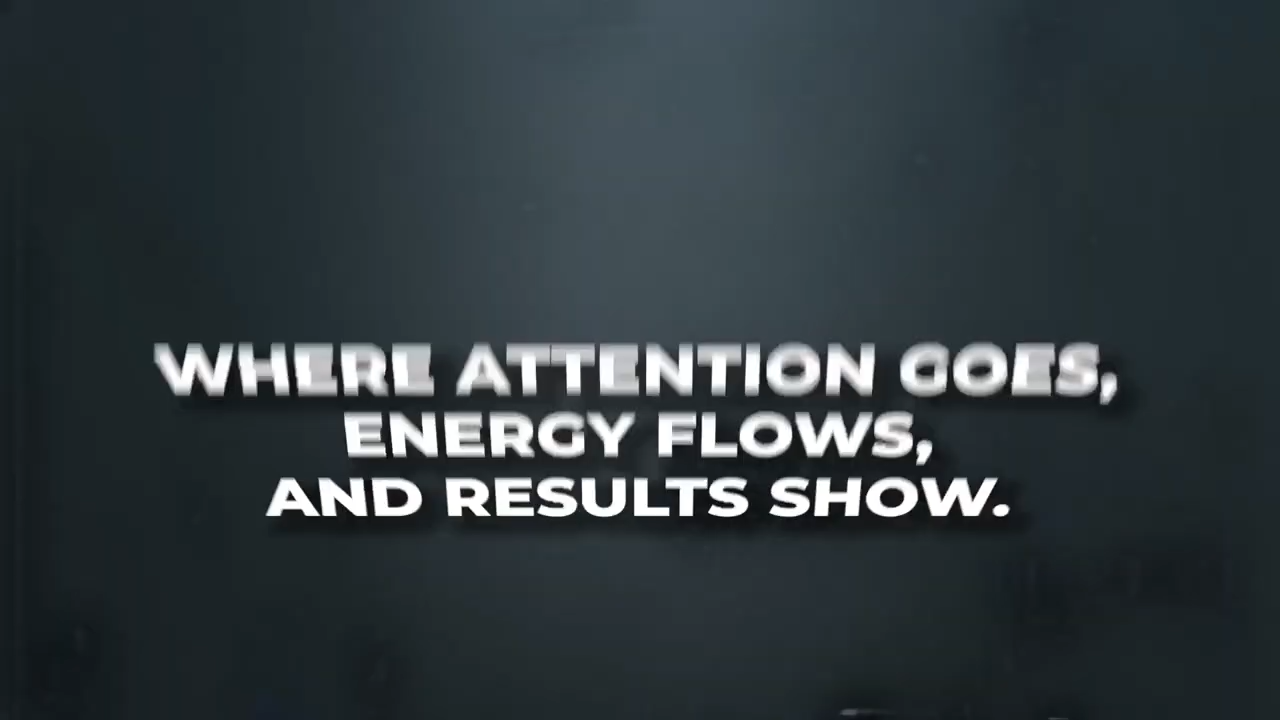 WHERE ATTENTION GOES,
ENERGY FLOWS,
AND RESULTS SHOW.